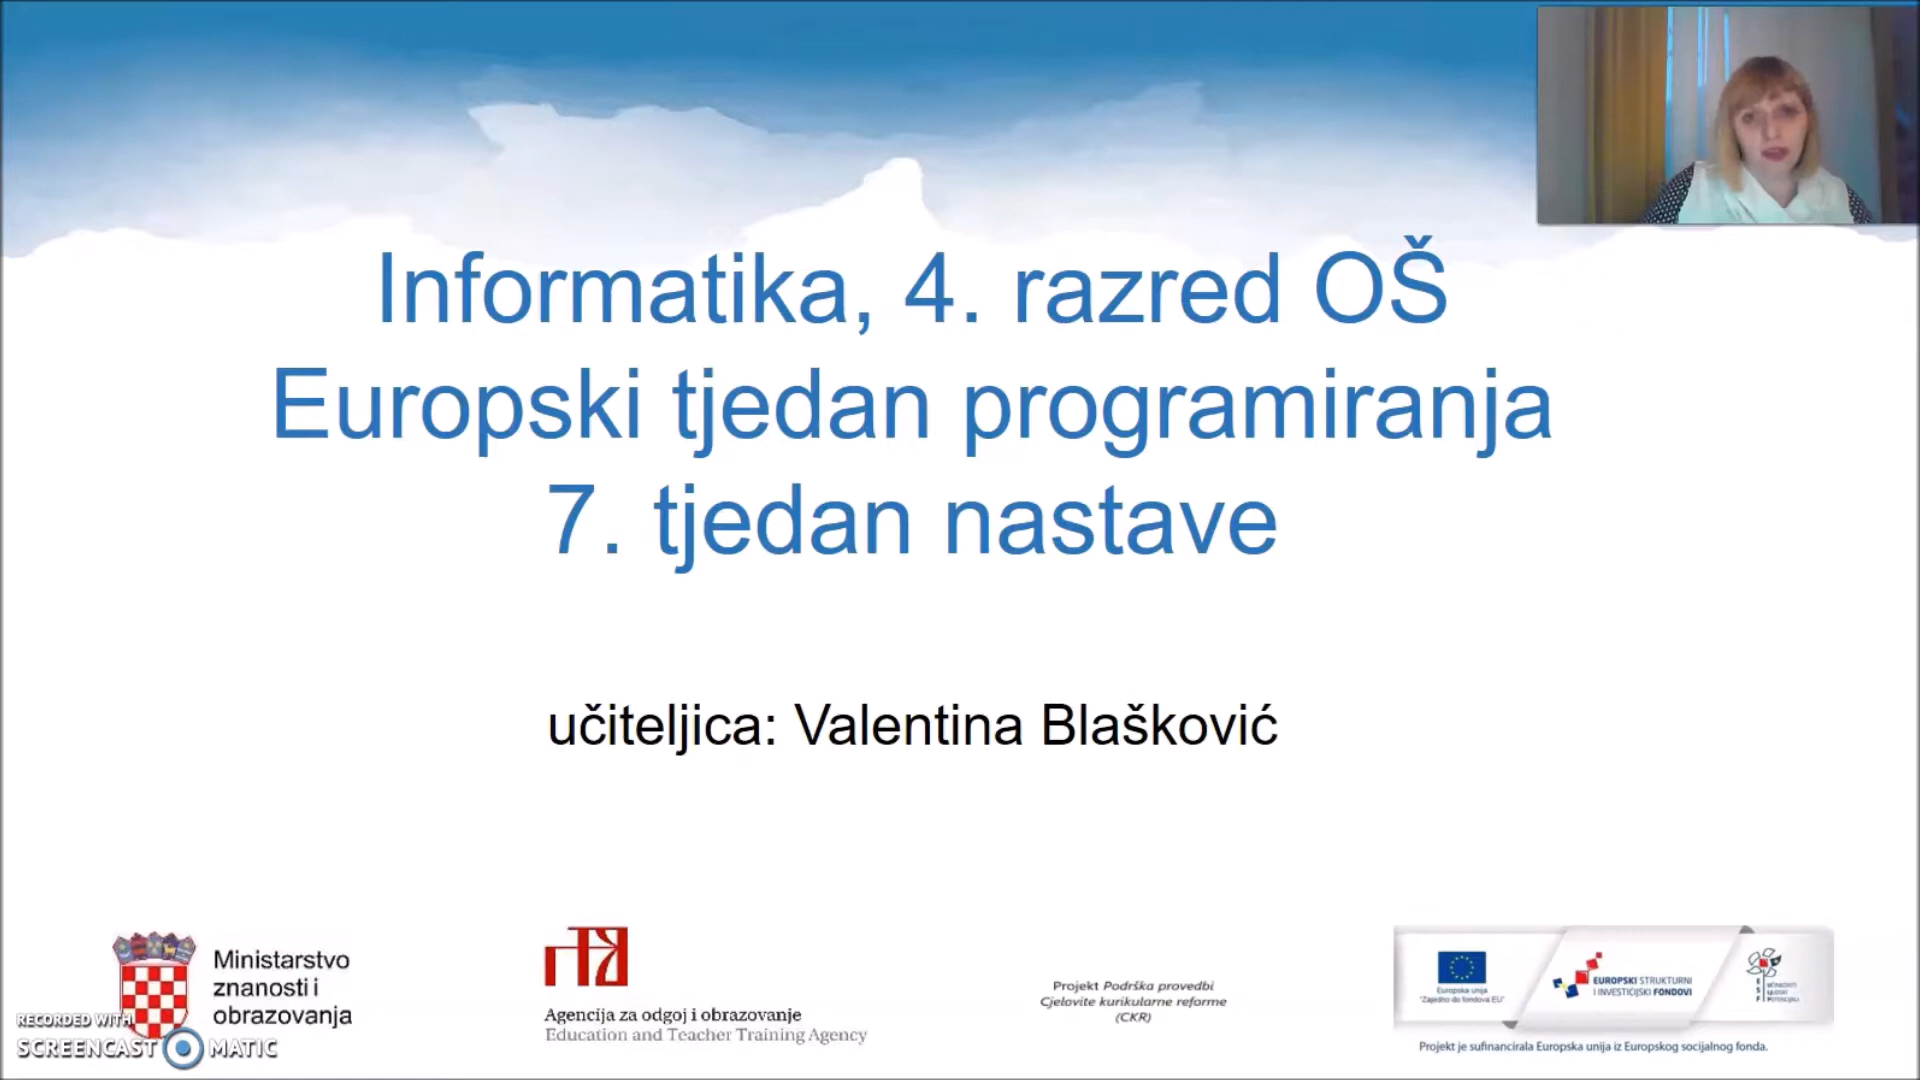 Informatika, 4. razred OŠ
Europski tjedan programiranja
7. tjedan nastave
učiteljica: Valentina Blašković
Ministarstvo
znanosti i
obrazovanja
RECORDED WITH
SCREENCAST MATIC
Agencija za odgoj i obrazovanje
Education and Teacher Training Agency
Projekt Podrška provedbi
Cjelovite kurikularne reforme
(CKR)
Europska unija
"Zajedno do fondova EU"
EUROPSKI STRUKTURNI
I INVESTICIJSKI FONDOVI
Projekt je sufinancirala Europska unija iz Europskog socijalnog fonda.